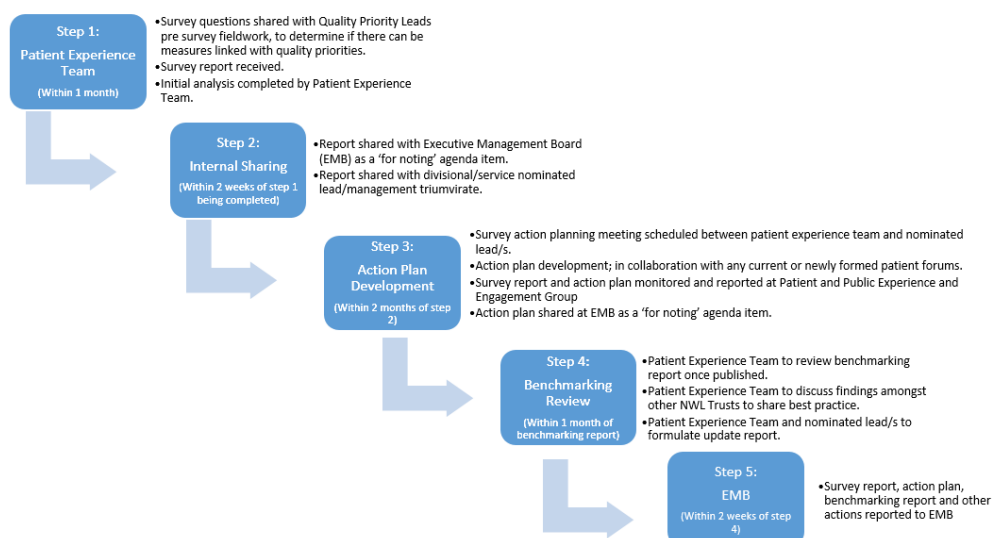 Step 1:
Patient Experience
Team
(Within 1 month)
•Survey questions shared with Quality Priority Leads
pre survey fieldwork, to determine if there can be
measures linked with quality priorities.
•Survey report received.
•Initial analysis completed by Patient Experience
Team.
Step 2:
Internal Sharing
(Within 2 weeks of step 1
being completed)
•Report shared with Executive Management Board
(EMB) as a ‘for noting’ agenda item.
•Report shared with divisional/service nominated
lead/management triumvirate.
Step 3:
Action Plan
Development
(Within 2 months of step
2)
•Survey action planning meeting scheduled between patient experience team and nominated
lead/s.
•Action plan development; in collaboration with any current or newly formed patient forums.
•Survey report and action plan monitored and reported at Patient and Public Experience and
Engagement Group
•Action plan shared at EMB as a ‘for noting’ agenda item.
Step 4:
Benchmarking
Review
(Within 1 month of
benchmarking report)
•Patient Experience Team to review benchmarking
report once published.
•Patient Experience Team to discuss findings amongst
other NWL Trusts to share best practice.
•Patient Experience Team and nominated lead/s to
formulate update report.
Step 5:
EMB
(Within 2 weeks of step
4)
•Survey report, action plan,
benchmarking report and other
actions reported to EMB